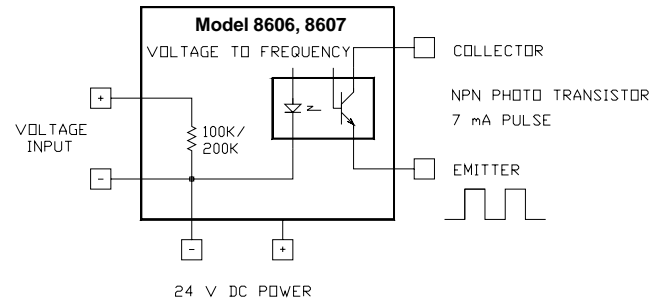 Model 8606, 8607
VOLTAGE TO FREQUENCY
COLLECTOR
NPN PHOTO TRANSISTOR
7 mA PULSE
+
VOLTAGE
INPUT
100K/
200K
-
EMITTER
-
+
24 V DC POWER